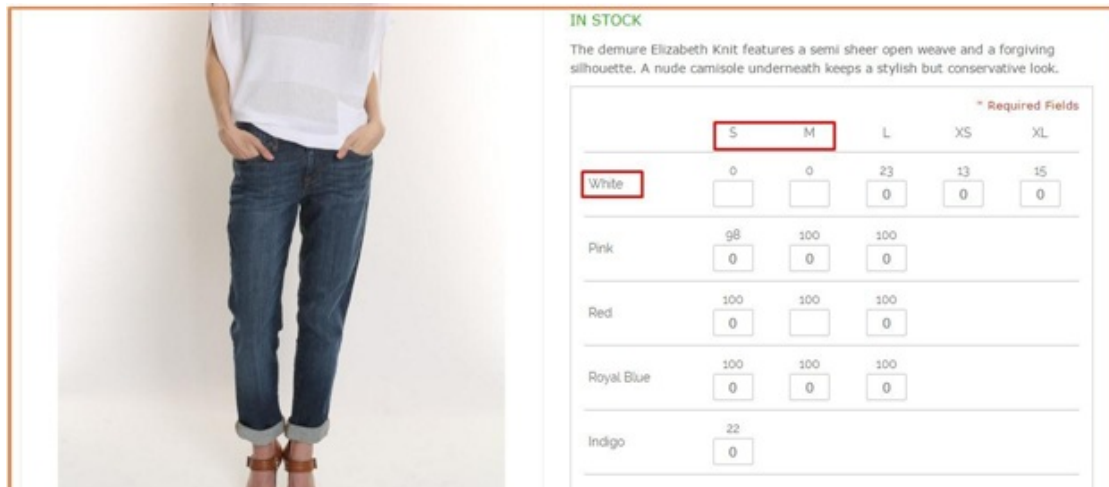 IN STOCK
The demure Elizabeth Knit features a semi sheer open weave and a forgiving
silhouette. A nude camisole underneath keeps a stylish but conservative look.
* Required Fields
S M L XS XL
0 0 23 13 15
White 0 0 0
98 100 100
Pink 0 0 0
100 100 100
Red 0 0
100 100 100
Royal Blue 0 0 0
22
Indigo 0